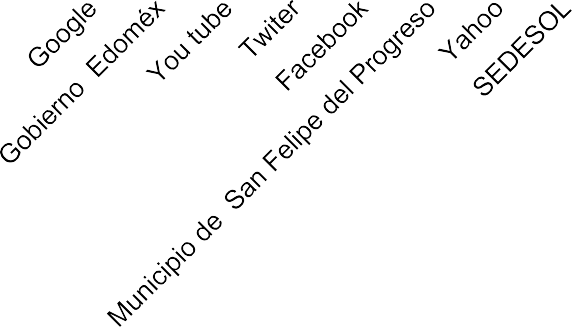 Google
Gobierno Edoméx
You tube
Twiter
Facebook
Municipio de San Felipe del Progreso
Yahoo
SEDESOL